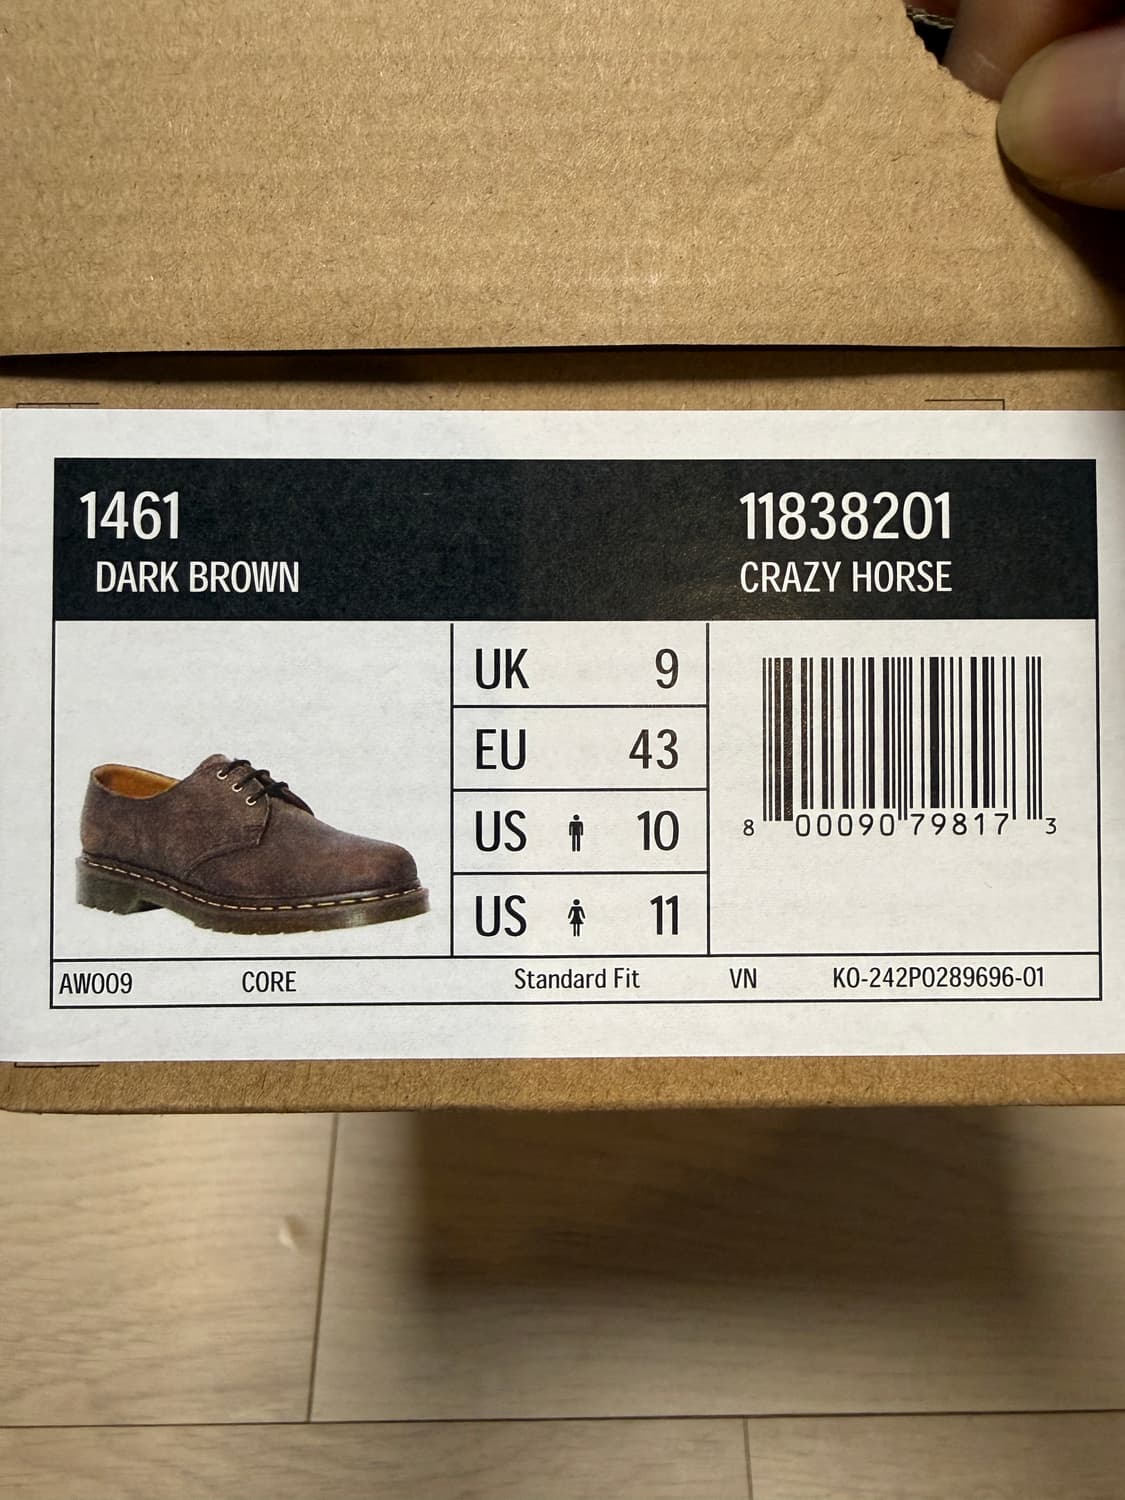 1461
11838201
DARK BROWN
CRAZY HORSE
UK 9
EU 43
US 10
US 11
8 00090 79817 3
AW009 CORE Standard Fit VN K0-242P0289696-01